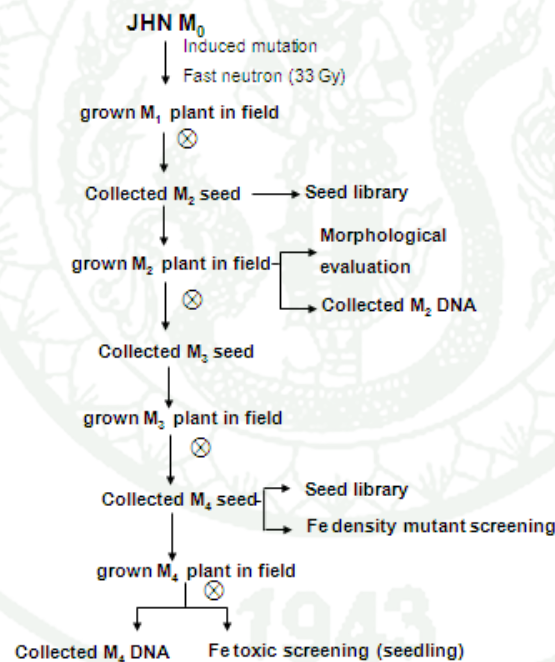 JHN M₀
Induced mutation
Fast neutron (33 Gy)
grown M₁ plant in field
Collected M₂ seed
Seed library
grown M₂ plant in field
Morphological
evaluation
Collected M₂ DNA
Collected M₃ seed
grown M₃ plant in field
Collected M₄ seed
Seed library
Fe density mutant screening
grown M₄ plant in field
Collected M₄ DNA
Fe toxic screening (seedling)
1943